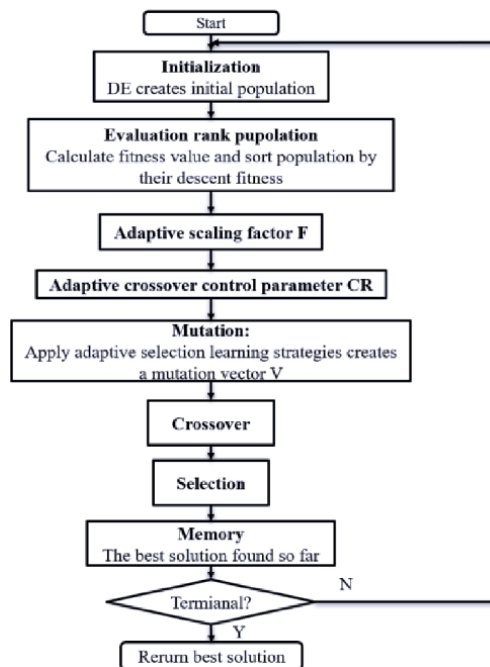 Start
Initialization
DE creates initial population
Evaluation rank pupolation
Calculate fitness value and sort population by
their descent fitness
Adaptive scaling factor F
Adaptive crossover control parameter CR
Mutation:
Apply adaptive selection learning strategies creates
a mutation vector V
Crossover
Selection
Memory
The best solution found so far
Termianal?
N
Y
Rerurn best solution